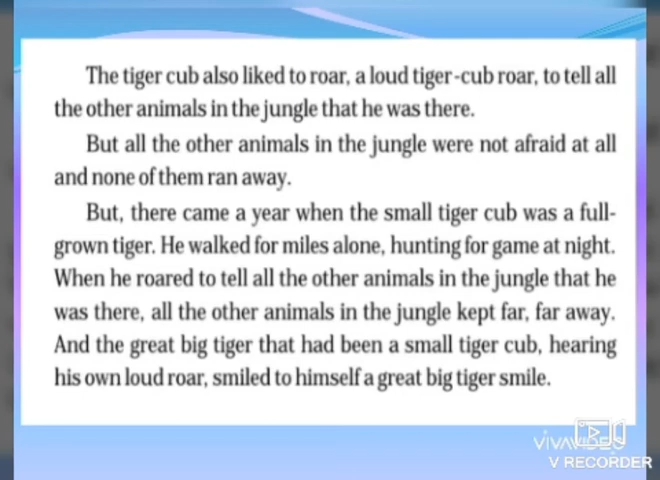 The tiger cub also liked to roar, a loud tiger-cub roar, to tell all
the other animals in the jungle that he was there.
But all the other animals in the jungle were not afraid at all
and none of them ran away.
But, there came a year when the small tiger cub was a full-
grown tiger. He walked for miles alone, hunting for game at night.
When he roared to tell all the other animals in the jungle that he
was there, all the other animals in the jungle kept far, far away.
And the great big tiger that had been a small tiger cub, hearing
his own loud roar, smiled to himself a great big tiger smile.
VIVAVIDEO
V RECORDER